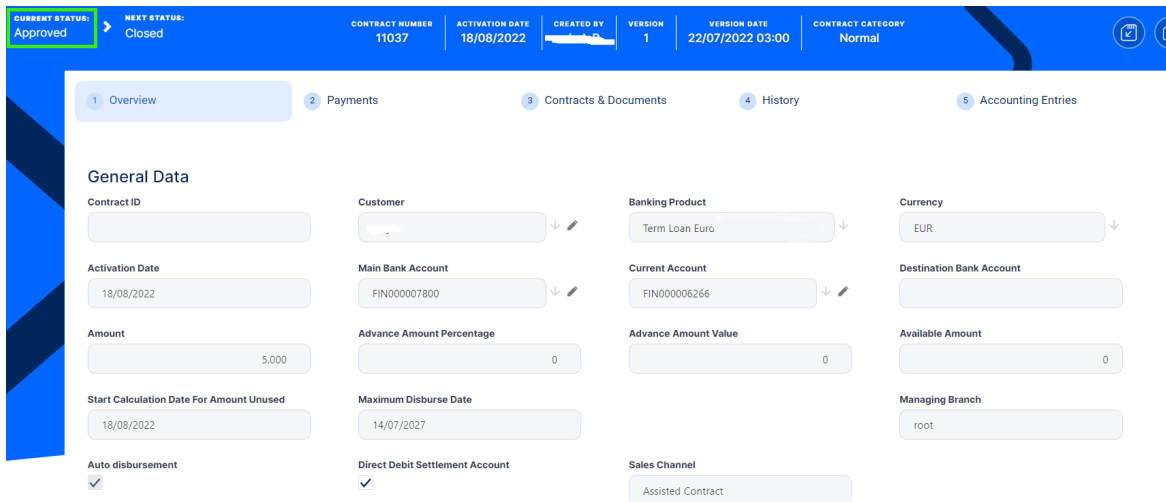 CURRENT STATUS:
Approved
NEXT STATUS:
Closed
CONTRACT NUMBER
11037
ACTIVATION DATE
18/08/2022
CREATED BY
VERSION
1
VERSION DATE
22/07/2022 03:00
CONTRACT CATEGORY
Normal
1 Overview
2 Payments
3 Contracts & Documents
4 History
5 Accounting Entries
General Data
Contract ID
Customer
Banking Product
Currency
Term Loan Euro
EUR
Activation Date
Main Bank Account
Current Account
Destination Bank Account
18/08/2022
FIN000007800
FIN000006266
Amount
Advance Amount Percentage
Advance Amount Value
Available Amount
5,000
0
0
0
Start Calculation Date For Amount Unused
Maximum Disburse Date
Managing Branch
18/08/2022
14/07/2027
root
Auto disbursement
Direct Debit Settlement Account
Sales Channel
Assisted Contract